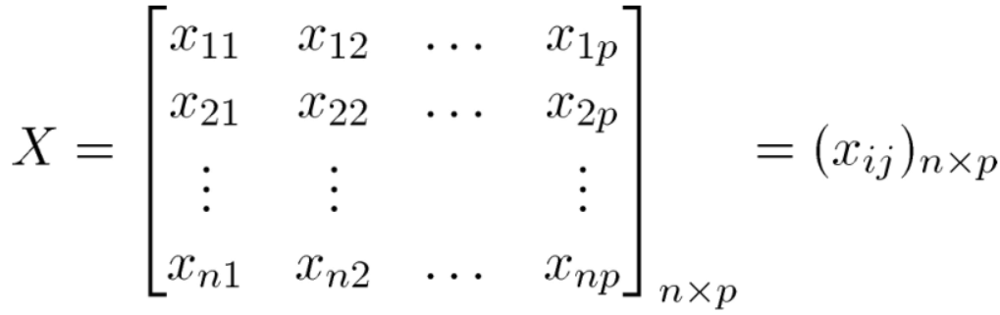 X = [ x₁₁ x₁₂ … x₁ₚ
x₂₁ x₂₂ … x₂ₚ
⋮ ⋮ ⋮
xₙ₁ xₙ₂ … xₙₚ ]ₙ×ₚ = (xᵢⱼ)ₙ×ₚ